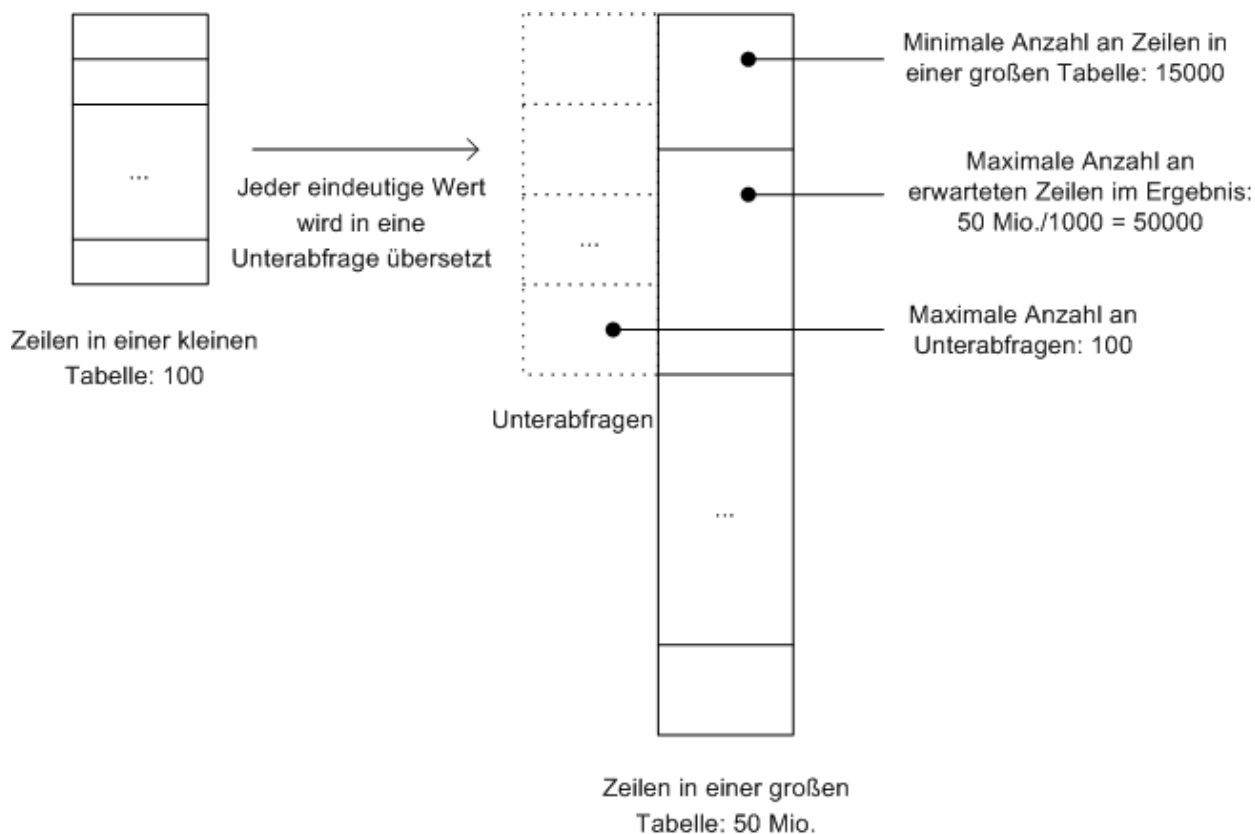 ...
Zeilen in einer kleinen
Tabelle: 100
Jeder eindeutige Wert
wird in eine
Unterabfrage übersetzt
...
Unterabfragen
Minimale Anzahl an Zeilen in
einer großen Tabelle: 15000
Maximale Anzahl an
erwarteten Zeilen im Ergebnis:
50 Mio./1000 = 50000
Maximale Anzahl an
Unterabfragen: 100
...
Zeilen in einer großen
Tabelle: 50 Mio.